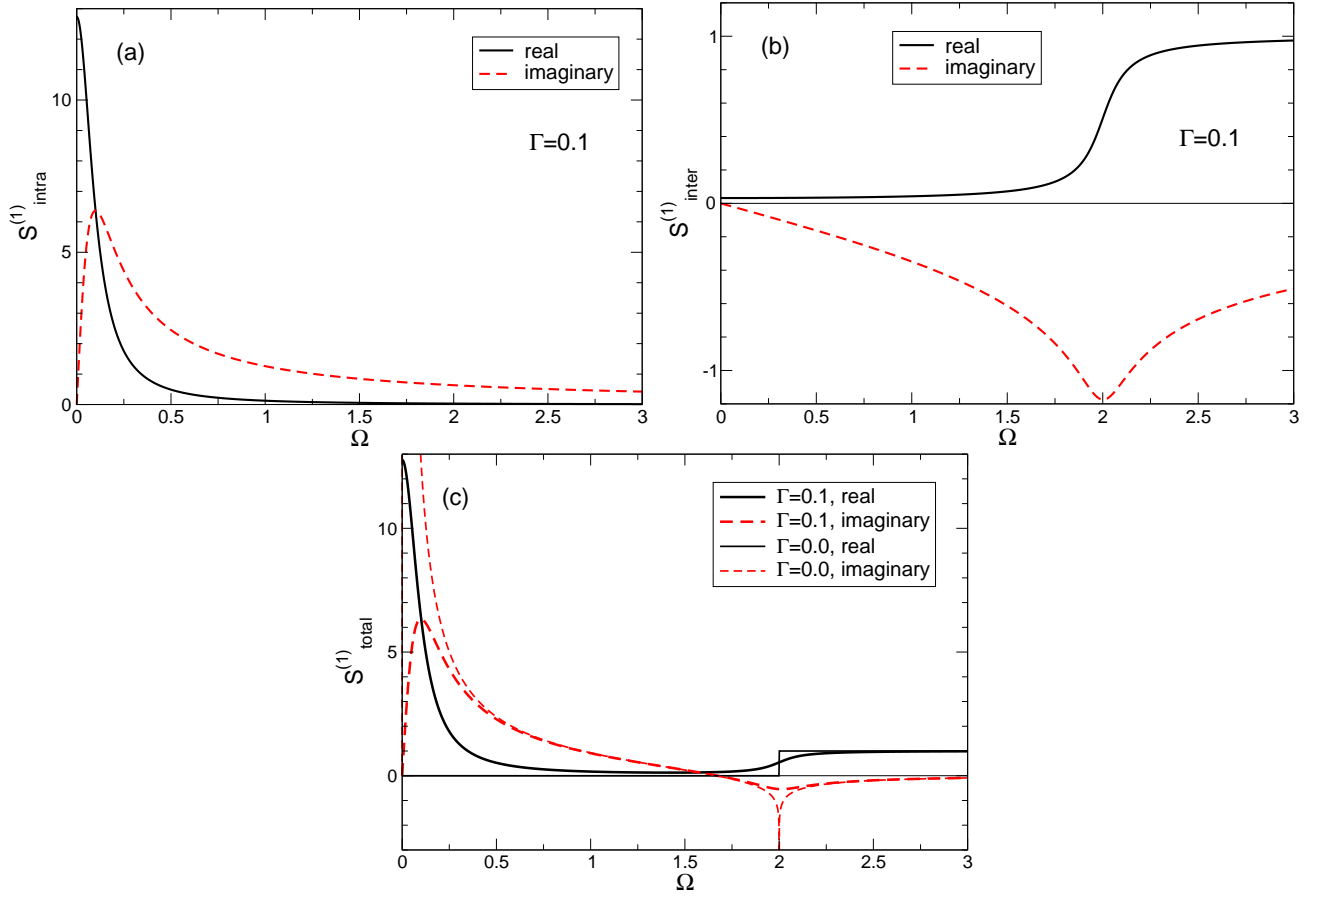 (a)
real
imaginary
Γ=0.1
S(1)intra
10
5
0
0 0.5 1 1.5 2 2.5 3
Ω
(b)
real
imaginary
Γ=0.1
S(1)inter
1
0
-1
0 0.5 1 1.5 2 2.5 3
Ω
(c)
Γ=0.1, real
Γ=0.1, imaginary
Γ=0.0, real
Γ=0.0, imaginary
S(1)total
10
5
0
0 0.5 1 1.5 2 2.5 3
Ω